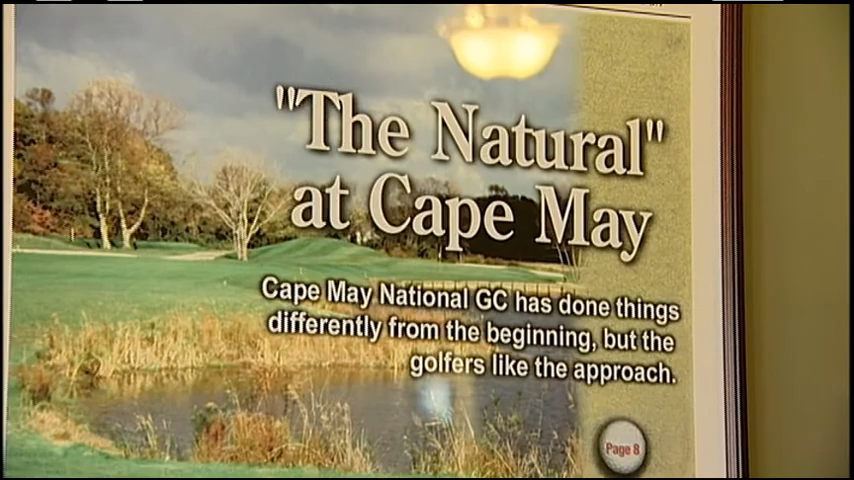 "The Natural"
at Cape May
Cape May National GC has done things
differently from the beginning, but the
golfers like the approach.
Page 8